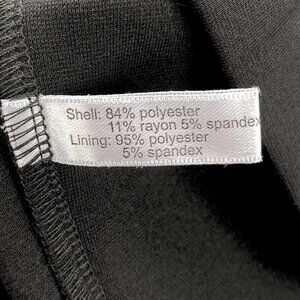 Shell: 84% polyester
11% rayon 5% spandex
Lining: 95% polyester
5% spandex